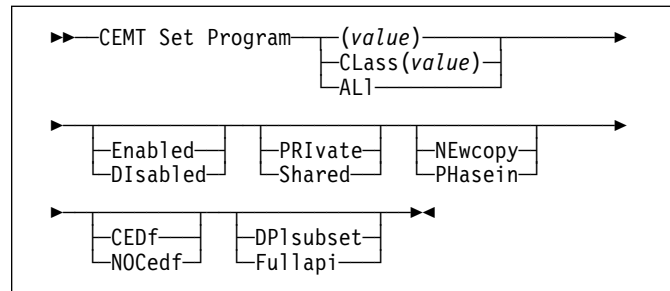 ►►─CEMT Set Program─(value)─►
CLass(value)
ALl
►─Enabled─PRIvate─NEwcopy─►
DIsabled─Shared─PHasein
►─CEDf─DPlsubset─►◄
NOCedf─Fullapi